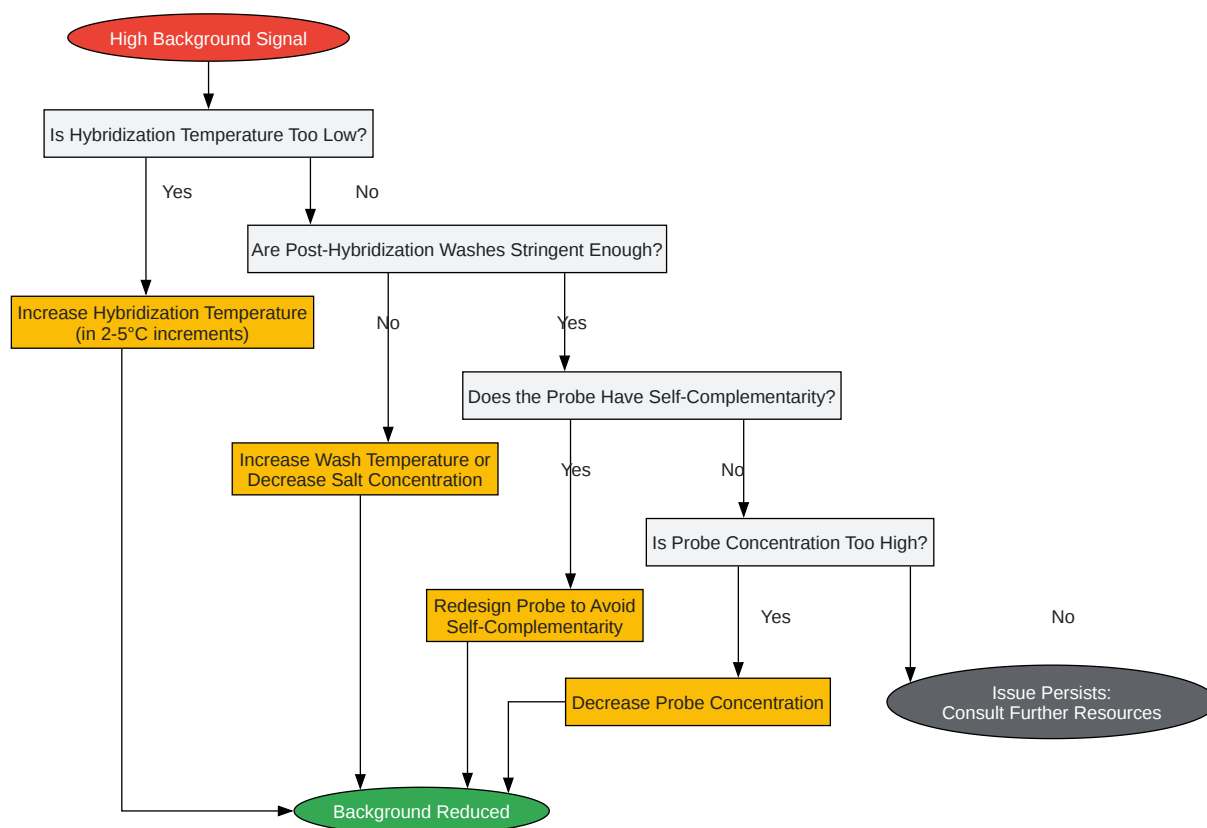 High Background Signal
Is Hybridization Temperature Too Low?
Yes
No
Are Post-Hybridization Washes Stringent Enough?
Increase Hybridization Temperature
(in 2-5°C increments)
No
Yes
Does the Probe Have Self-Complementarity?
Increase Wash Temperature or
Decrease Salt Concentration
Yes
No
Is Probe Concentration Too High?
Redesign Probe to Avoid
Self-Complementarity
Yes
No
Decrease Probe Concentration
Issue Persists:
Consult Further Resources
Background Reduced